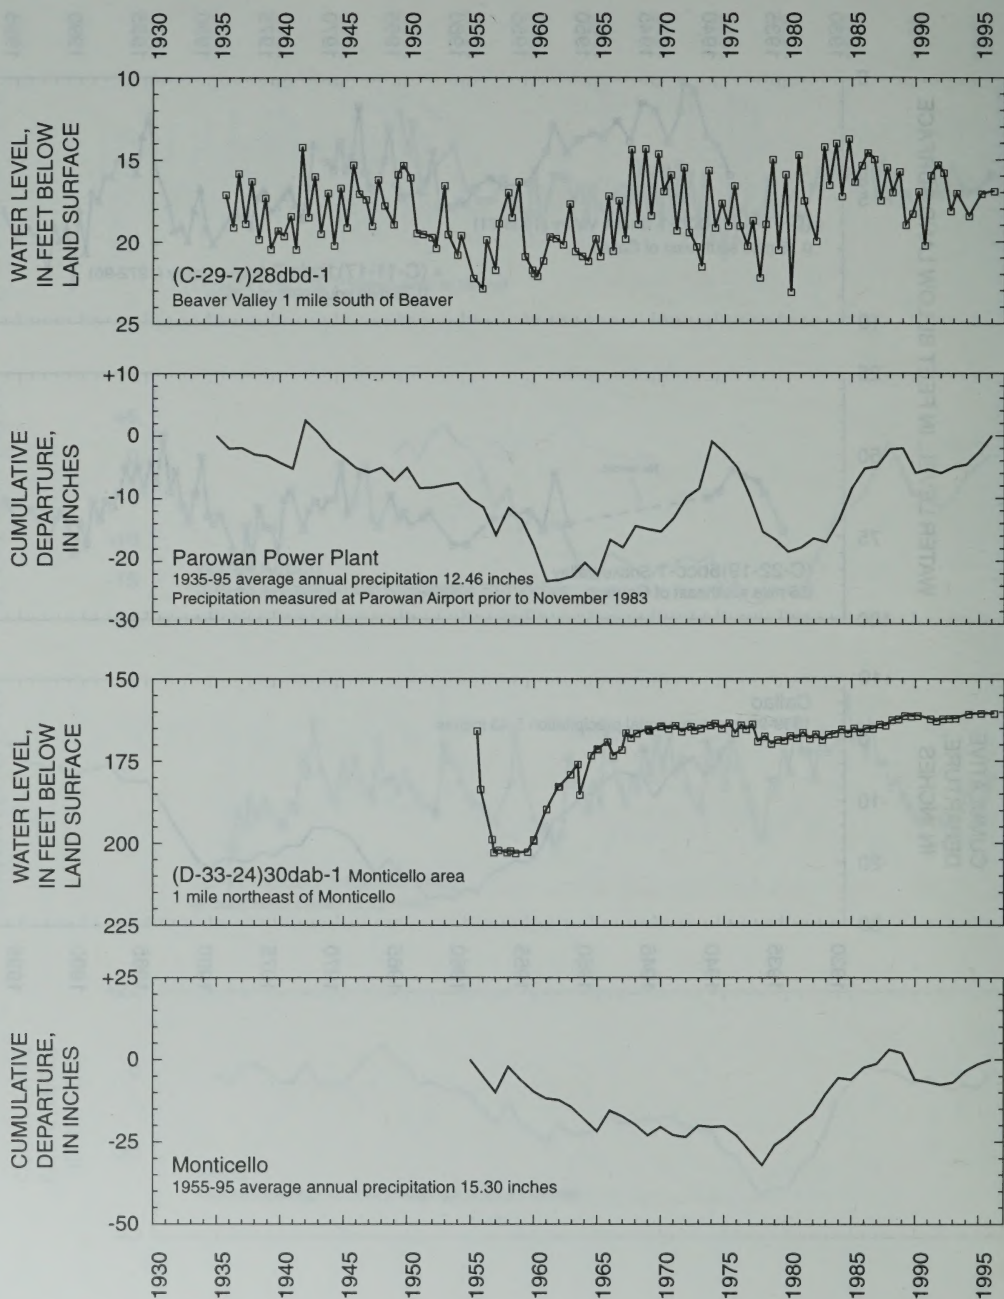 1930 1935 1940 1945 1950 1955 1960 1965 1970 1975 1980 1985 1990 1995
WATER LEVEL,
IN FEET BELOW
LAND SURFACE
10
15
20
25
(C-29-7)28dbd-1
Beaver Valley 1 mile south of Beaver
CUMULATIVE
DEPARTURE,
IN INCHES
+10
0
-10
-20
-30
Parowan Power Plant
1935-95 average annual precipitation 12.46 inches
Precipitation measured at Parowan Airport prior to November 1983
WATER LEVEL,
IN FEET BELOW
LAND SURFACE
150
175
200
225
(D-33-24)30dab-1 Monticello area
1 mile northeast of Monticello
CUMULATIVE
DEPARTURE,
IN INCHES
+25
0
-25
-50
Monticello
1955-95 average annual precipitation 15.30 inches
1930 1935 1940 1945 1950 1955 1960 1965 1970 1975 1980 1985 1990 1995